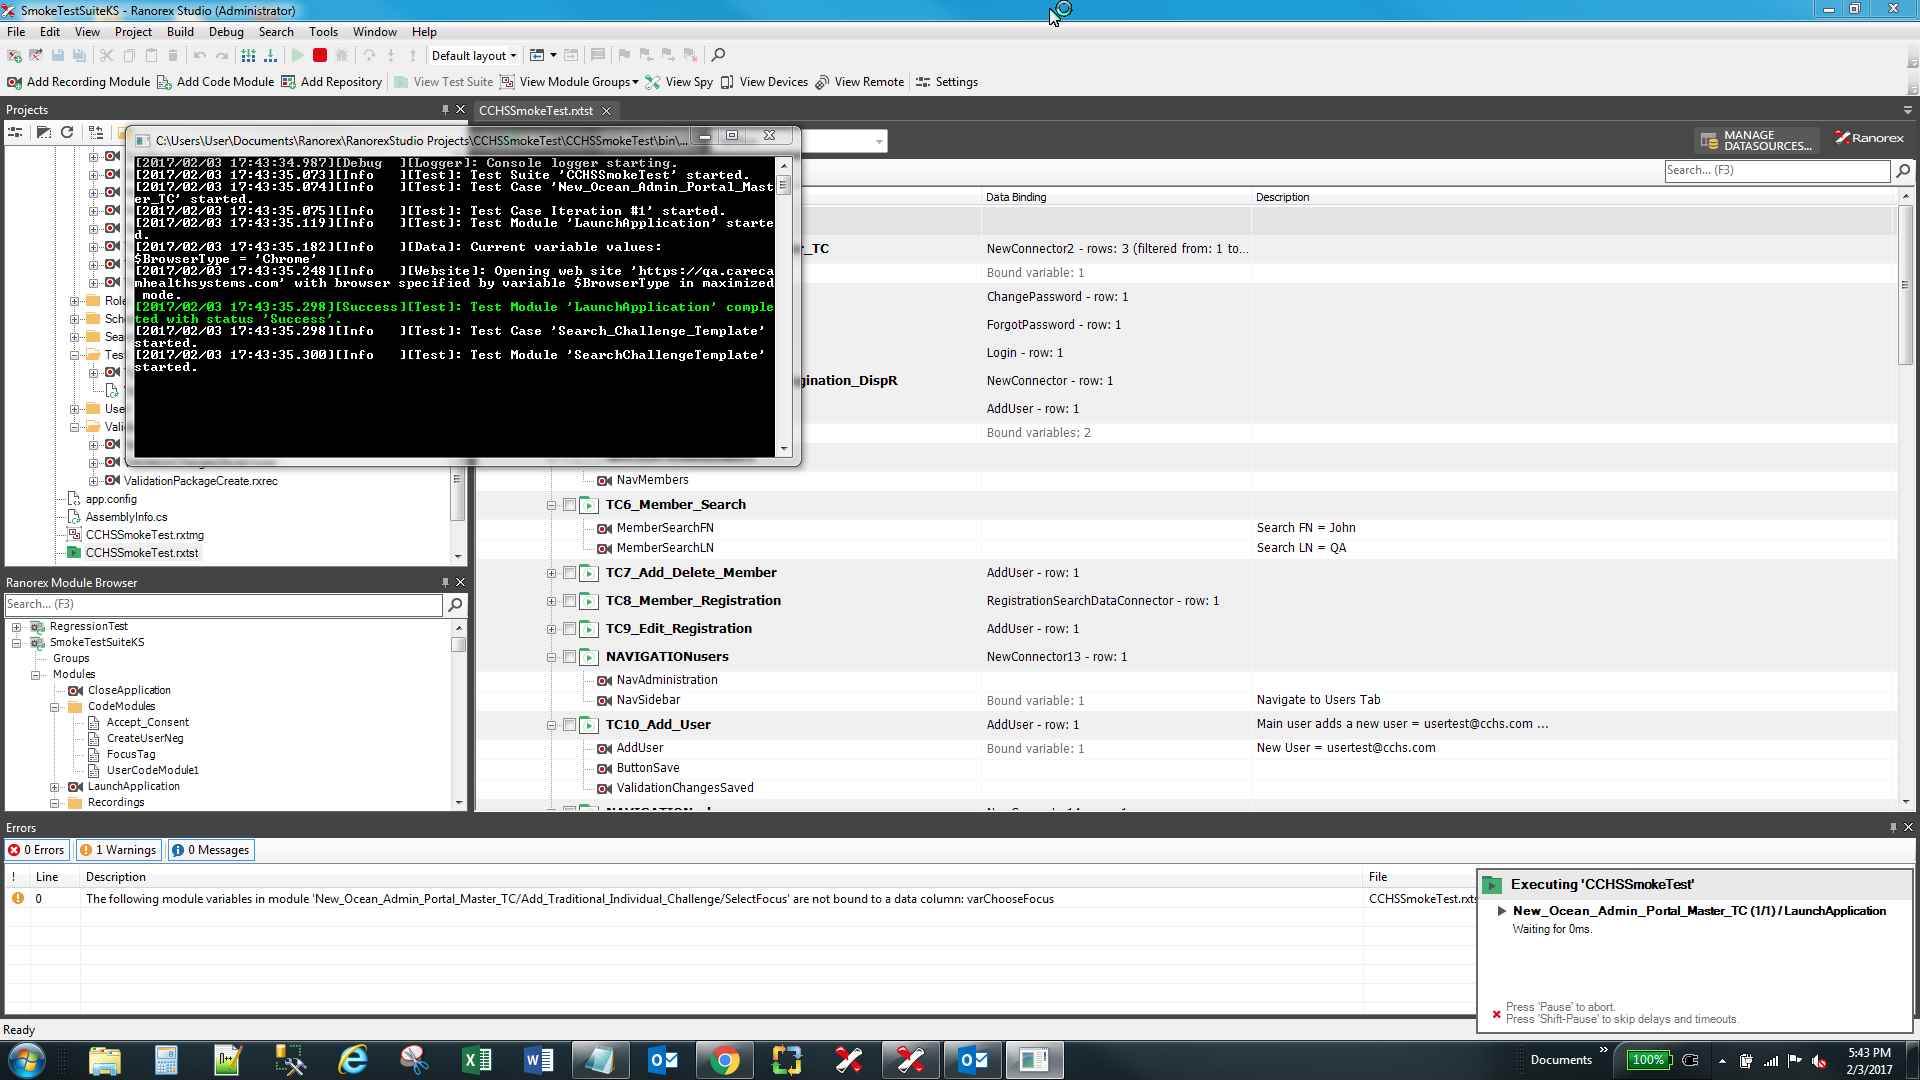 SmokeTestSuiteKS - Ranorex Studio (Administrator)
File Edit View Project Build Debug Search Tools Window Help
Default layout
Add Recording Module Add Code Module Add Repository View Test Suite View Module Groups View Spy View Devices View Remote Settings
Projects
CCHSSmokeTest.rxtst
C:\Users\User\Documents\Ranorex\RanorexStudio Projects\CCHSSmokeTest\CCHSSmokeTest\bin\...
[2017/02/03 17:43:34.987][Debug ][Logger]: Console logger starting.
[2017/02/03 17:43:35.073][Info ][Test]: Test Suite 'CCHSSmokeTest' started.
[2017/02/03 17:43:35.074][Info ][Test]: Test Case 'New_Ocean_Admin_Portal_Mast
er_TC' started.
[2017/02/03 17:43:35.075][Info ][Test]: Test Case Iteration #1' started.
[2017/02/03 17:43:35.119][Info ][Test]: Test Module 'LaunchApplication' starte
d.
[2017/02/03 17:43:35.182][Info ][Data]: Current variable values:
$BrowserType = 'Chrome'
[2017/02/03 17:43:35.248][Info ][Website]: Opening web site 'https://qa.careca
mhealthsystems.com' with browser specified by variable $BrowserType in maximized
mode.
[2017/02/03 17:43:35.298][Success][Test]: Test Module 'LaunchApplication' comple
ted with status 'Success'.
[2017/02/03 17:43:35.298][Info ][Test]: Test Case 'Search_Challenge_Template'
started.
[2017/02/03 17:43:35.300][Info ][Test]: Test Module 'SearchChallengeTemplate'
started.
Role
Sch
Sea
Test
User
Vali
ValidationPackageCreate.rxrec
app.config
AssemblyInfo.cs
CCHSSmokeTest.rxtmg
CCHSSmokeTest.rxtst
MANAGE
DATASOURCES...
Ranorex
Search... (F3)
Data Binding Description
r_TC NewConnector2 - rows: 3 (filtered from: 1 to...
Bound variable: 1
ChangePassword - row: 1
ForgotPassword - row: 1
Login - row: 1
gination_DispR NewConnector - row: 1
AddUser - row: 1
Bound variables: 2
NavMembers
TC6_Member_Search
MemberSearchFN Search FN = John
MemberSearchLN Search LN = QA
TC7_Add_Delete_Member AddUser - row: 1
TC8_Member_Registration RegistrationSearchDataConnector - row: 1
TC9_Edit_Registration AddUser - row: 1
NAVIGATIONusers NewConnector13 - row: 1
NavAdministration
NavSidebar Bound variable: 1 Navigate to Users Tab
TC10_Add_User AddUser - row: 1 Main user adds a new user = usertest@cchs.com ...
AddUser Bound variable: 1 New User = usertest@cchs.com
ButtonSave
ValidationChangesSaved
Ranorex Module Browser
Search... (F3)
RegressionTest
SmokeTestSuiteKS
Groups
Modules
CloseApplication
CodeModules
Accept_Consent
CreateUserNeg
FocusTag
UserCodeModule1
LaunchApplication
Recordings
Errors
0 Errors 1 Warnings 0 Messages
! Line Description File
0 The following module variables in module 'New_Ocean_Admin_Portal_Master_TC/Add_Traditional_Individual_Challenge/SelectFocus' are not bound to a data column: varChooseFocus CCHSSmokeTest.rxts
Executing 'CCHSSmokeTest'
New_Ocean_Admin_Portal_Master_TC (1/1) / LaunchApplication
Waiting for 0ms.
Press 'Pause' to abort.
Press 'Shift-Pause' to skip delays and timeouts.
Ready
Documents
100%
5:43 PM
2/3/2017